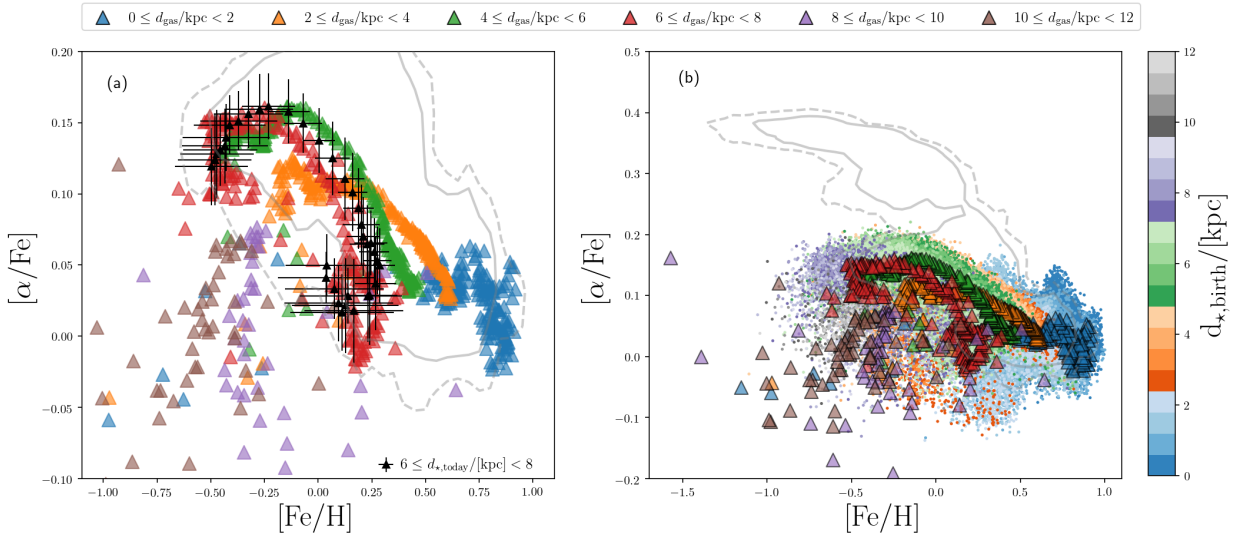 0 ≤ d_gas/kpc < 2 2 ≤ d_gas/kpc < 4 4 ≤ d_gas/kpc < 6 6 ≤ d_gas/kpc < 8 8 ≤ d_gas/kpc < 10 10 ≤ d_gas/kpc < 12
(a)
[α/Fe]
0.20
0.15
0.10
0.05
0.00
−0.05
−0.10
6 ≤ d_⋆,today/[kpc] < 8
−1.00 −0.75 −0.50 −0.25 0.00 0.25 0.50 0.75 1.00
[Fe/H]
(b)
[α/Fe]
0.5
0.4
0.3
0.2
0.1
0.0
−0.1
−0.2
−1.5 −1.0 −0.5 0.0 0.5 1.0
[Fe/H]
12
10
8
6
4
2
0
d_⋆,birth/[kpc]